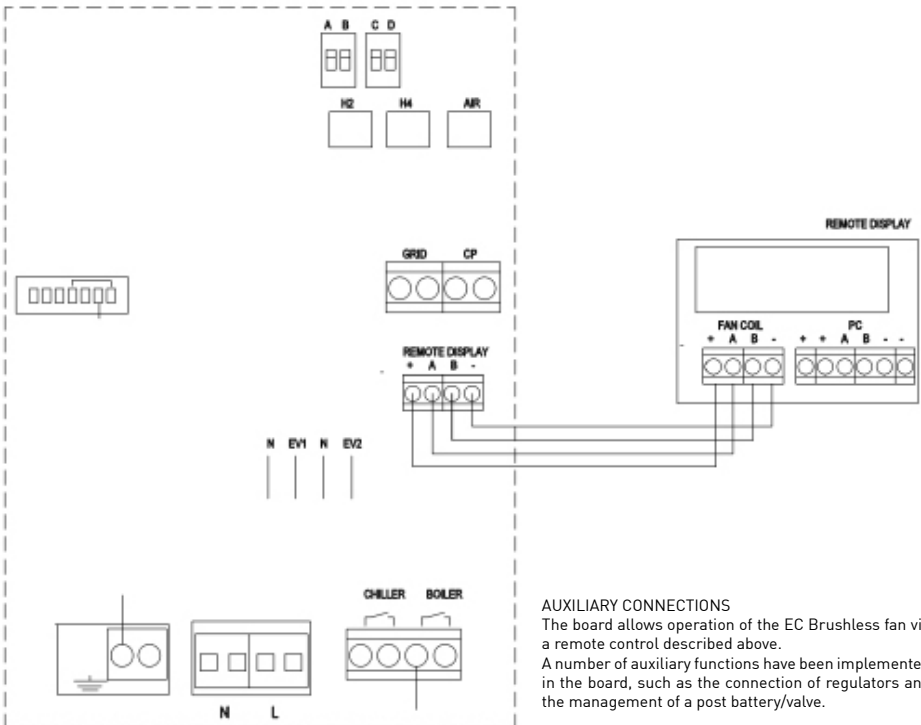 A B C D
H2 H4 AIR
REMOTE DISPLAY
GRID CP
FAN COIL PC
+ A B - + + A B - -
REMOTE DISPLAY
+ A B -
N EV1 N EV2
CHILLER BOILER
N L
AUXILIARY CONNECTIONS
The board allows operation of the EC Brushless fan vi
a remote control described above.
A number of auxiliary functions have been implemente
in the board, such as the connection of regulators an
the management of a post battery/valve.